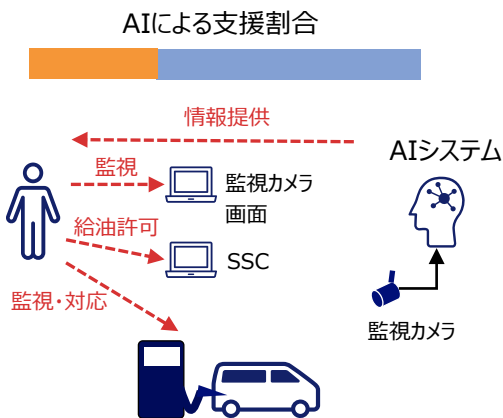 AIによる支援割合
情報提供
AIシステム
監視
監視カメラ
画面
給油許可
SSC
監視・対応
監視カメラ